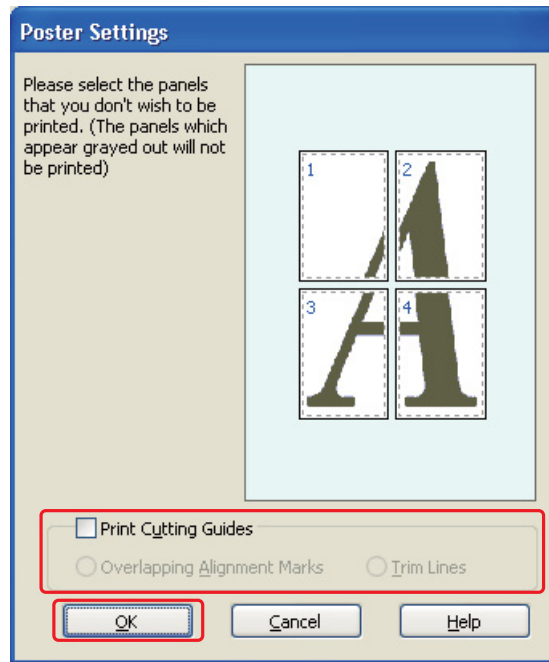 Poster Settings
Please select the panels
that you don't wish to be
printed. (The panels which
appear grayed out will not
be printed)
1 2
3 4
A
Print Cutting Guides
Overlapping Alignment Marks Trim Lines
OK Cancel Help